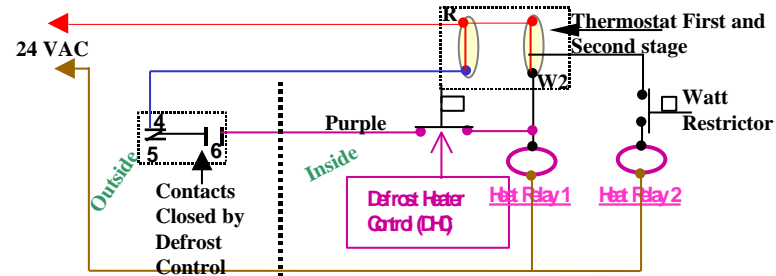 R
Thermostat First and
Second stage
24 VAC
W2
Watt
Restrictor
4
5
6
Purple
Inside
Outside
Contacts
Closed by
Defrost
Control
Defrost Heater
Control (DHC)
Heat Relay 1
Heat Relay 2